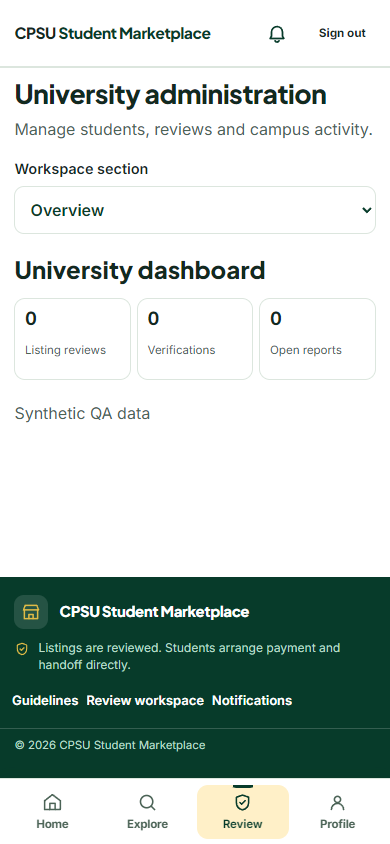 CPSU Student Marketplace
Sign out
University administration
Manage students, reviews and campus activity.
Workspace section
Overview
University dashboard
0
Listing reviews
0
Verifications
0
Open reports
Synthetic QA data
CPSU Student Marketplace
Listings are reviewed. Students arrange payment and
handoff directly.
Guidelines Review workspace Notifications
© 2026 CPSU Student Marketplace
Home
Explore
Review
Profile